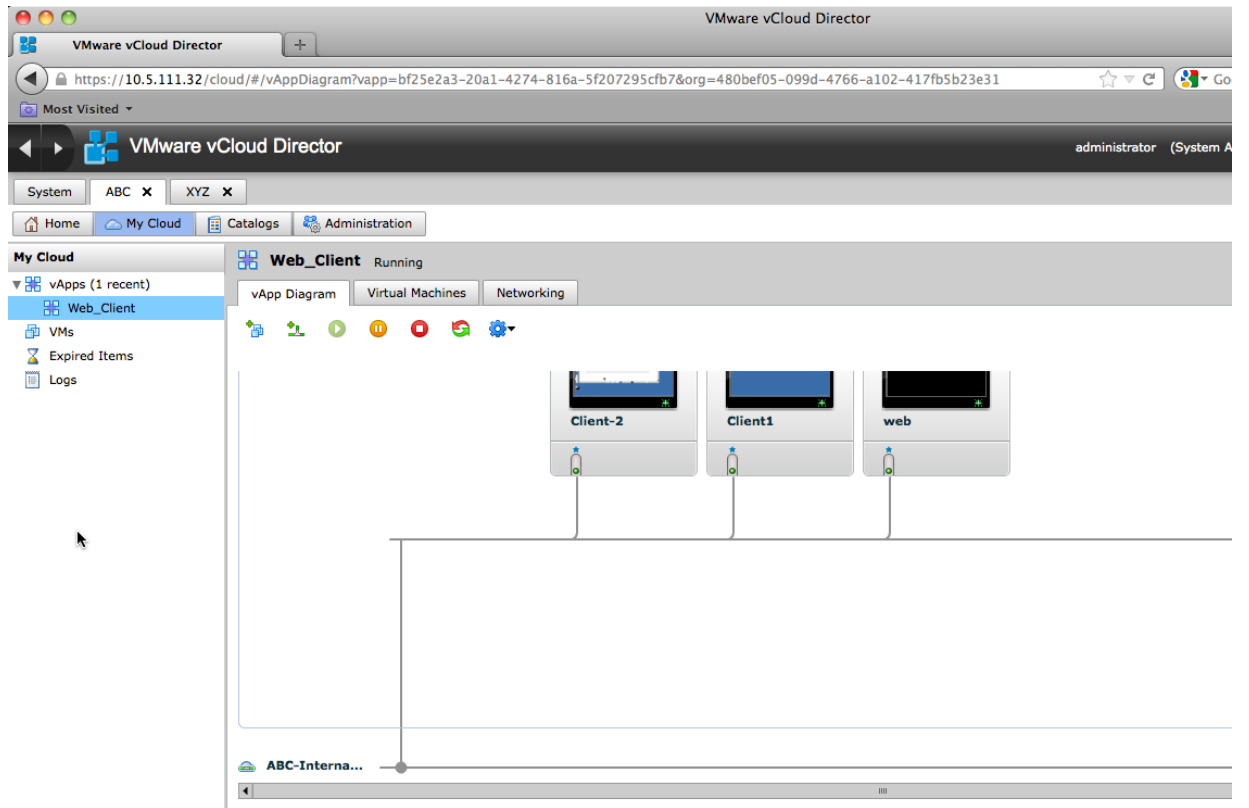 VMware vCloud Director
VMware vCloud Director
https://10.5.111.32/cloud/#/vAppDiagram?vapp=bf25e2a3-20a1-4274-816a-5f207295cfb7&org=480bef05-099d-4766-a102-417fb5b23e31 Go
Most Visited
VMware vCloud Director administrator (System A
System ABC XYZ
Home My Cloud Catalogs Administration
My Cloud
vApps (1 recent)
Web_Client
VMs
Expired Items
Logs
Web_Client Running
vApp Diagram Virtual Machines Networking
Client-2 Client1 web
ABC-Interna...